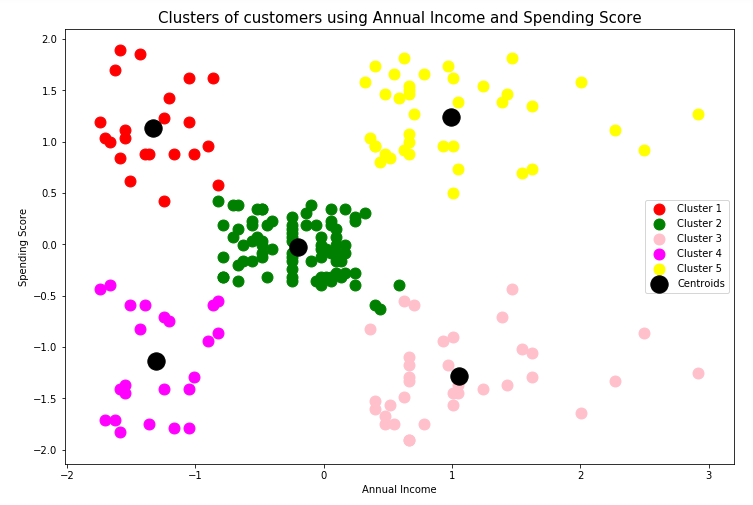 Clusters of customers using Annual Income and Spending Score
2.0
1.5
1.0
0.5
0.0
−0.5
−1.0
−1.5
−2.0
Spending Score
Cluster 1
Cluster 2
Cluster 3
Cluster 4
Cluster 5
Centroids
−2
−1
0
1
2
3
Annual Income